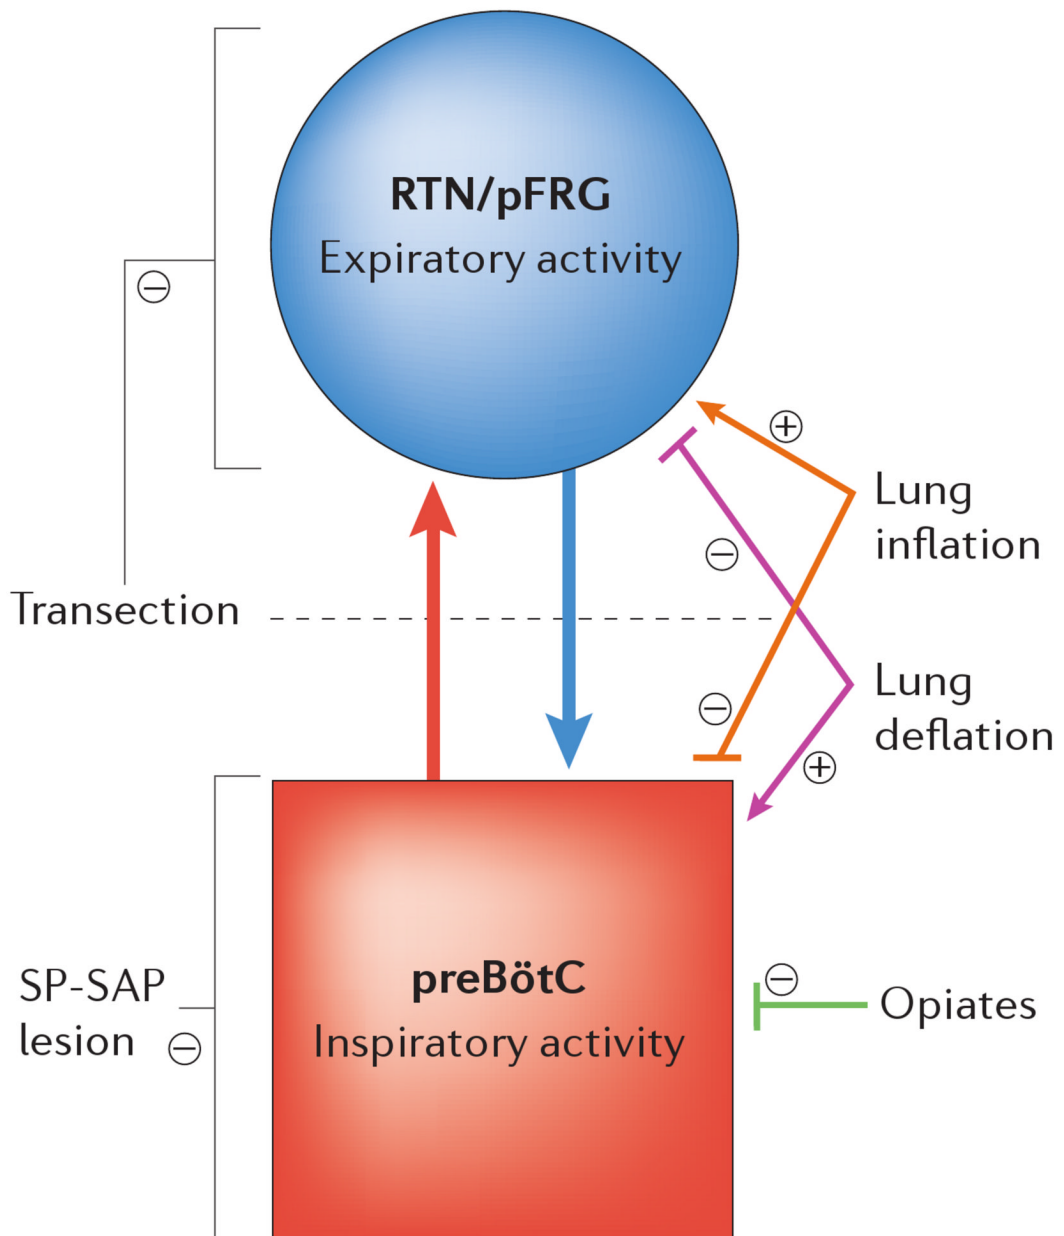 RTN/pFRG
Expiratory activity
⊖
⊕
Lung
inflation
⊖
Transection
Lung
deflation
⊖
⊕
preBötC
Inspiratory activity
SP-SAP
lesion
⊖
⊖
Opiates